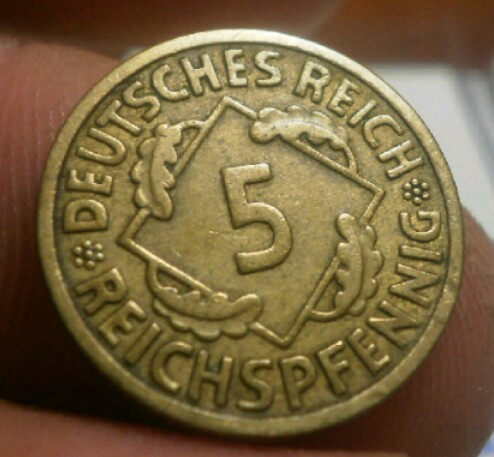 DEUTSCHES REICH
5
REICHSPFENNIG